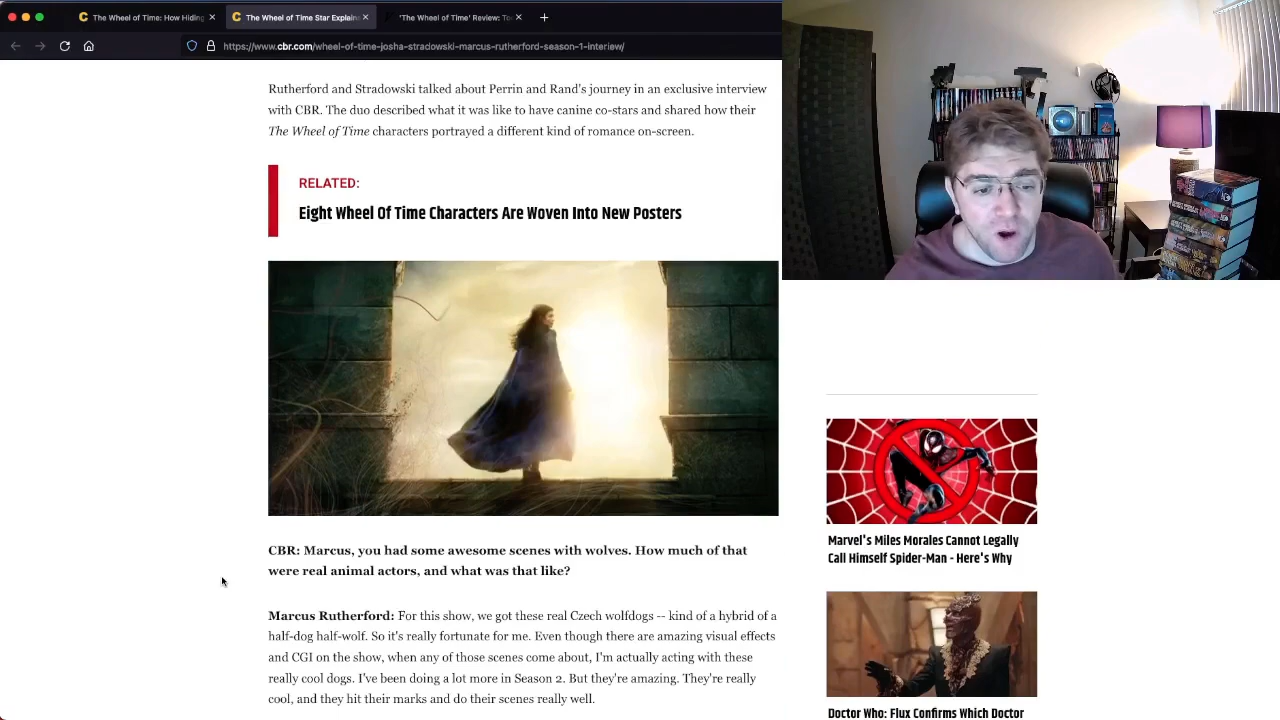 The Wheel of Time: How Hiding
The Wheel of Time Star Explain
'The Wheel of Time' Review: Too
https://www.cbr.com/wheel-of-time-josha-stradowski-marcus-rutherford-season-1-interiew/
Rutherford and Stradowski talked about Perrin and Rand's journey in an exclusive interview
with CBR. The duo described what it was like to have canine co-stars and shared how their
The Wheel of Time characters portrayed a different kind of romance on-screen.
RELATED:
Eight Wheel Of Time Characters Are Woven Into New Posters
CBR: Marcus, you had some awesome scenes with wolves. How much of that
were real animal actors, and what was that like?
Marcus Rutherford: For this show, we got these real Czech wolfdogs -- kind of a hybrid of a
half-dog half-wolf. So it's really fortunate for me. Even though there are amazing visual effects
and CGI on the show, when any of those scenes come about, I'm actually acting with these
really cool dogs. I've been doing a lot more in Season 2. But they're amazing. They're really
cool, and they hit their marks and do their scenes really well.
Marvel's Miles Morales Cannot Legally
Call Himself Spider-Man - Here's Why
Doctor Who: Flux Confirms Which Doctor